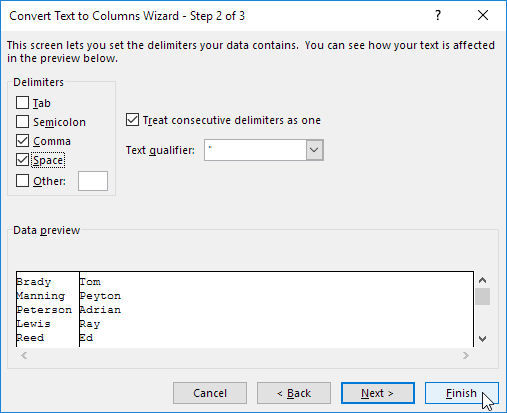 Convert Text to Columns Wizard - Step 2 of 3
This screen lets you set the delimiters your data contains.  You can see how your text is affected
in the preview below.
Delimiters
Tab
Semicolon
Comma
Space
Other:
Treat consecutive delimiters as one
Text qualifier: "
Data preview
Brady Tom
Manning Peyton
Peterson Adrian
Lewis Ray
Reed Ed
Cancel < Back Next > Finish